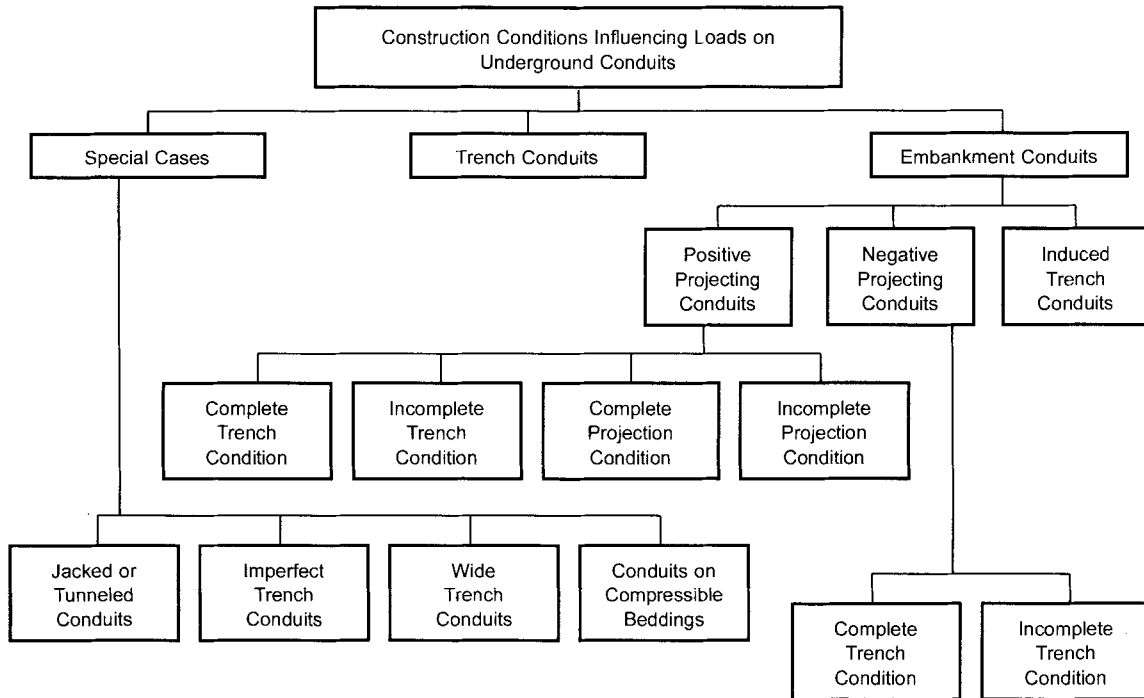 Construction Conditions Influencing Loads on
Underground Conduits
Special Cases
Trench Conduits
Embankment Conduits
Positive
Projecting
Conduits
Negative
Projecting
Conduits
Induced
Trench
Conduits
Complete
Trench
Condition
Incomplete
Trench
Condition
Complete
Projection
Condition
Incomplete
Projection
Condition
Jacked or
Tunneled
Conduits
Imperfect
Trench
Conduits
Wide
Trench
Conduits
Conduits on
Compressible
Beddings
Complete
Trench
Condition
Incomplete
Trench
Condition